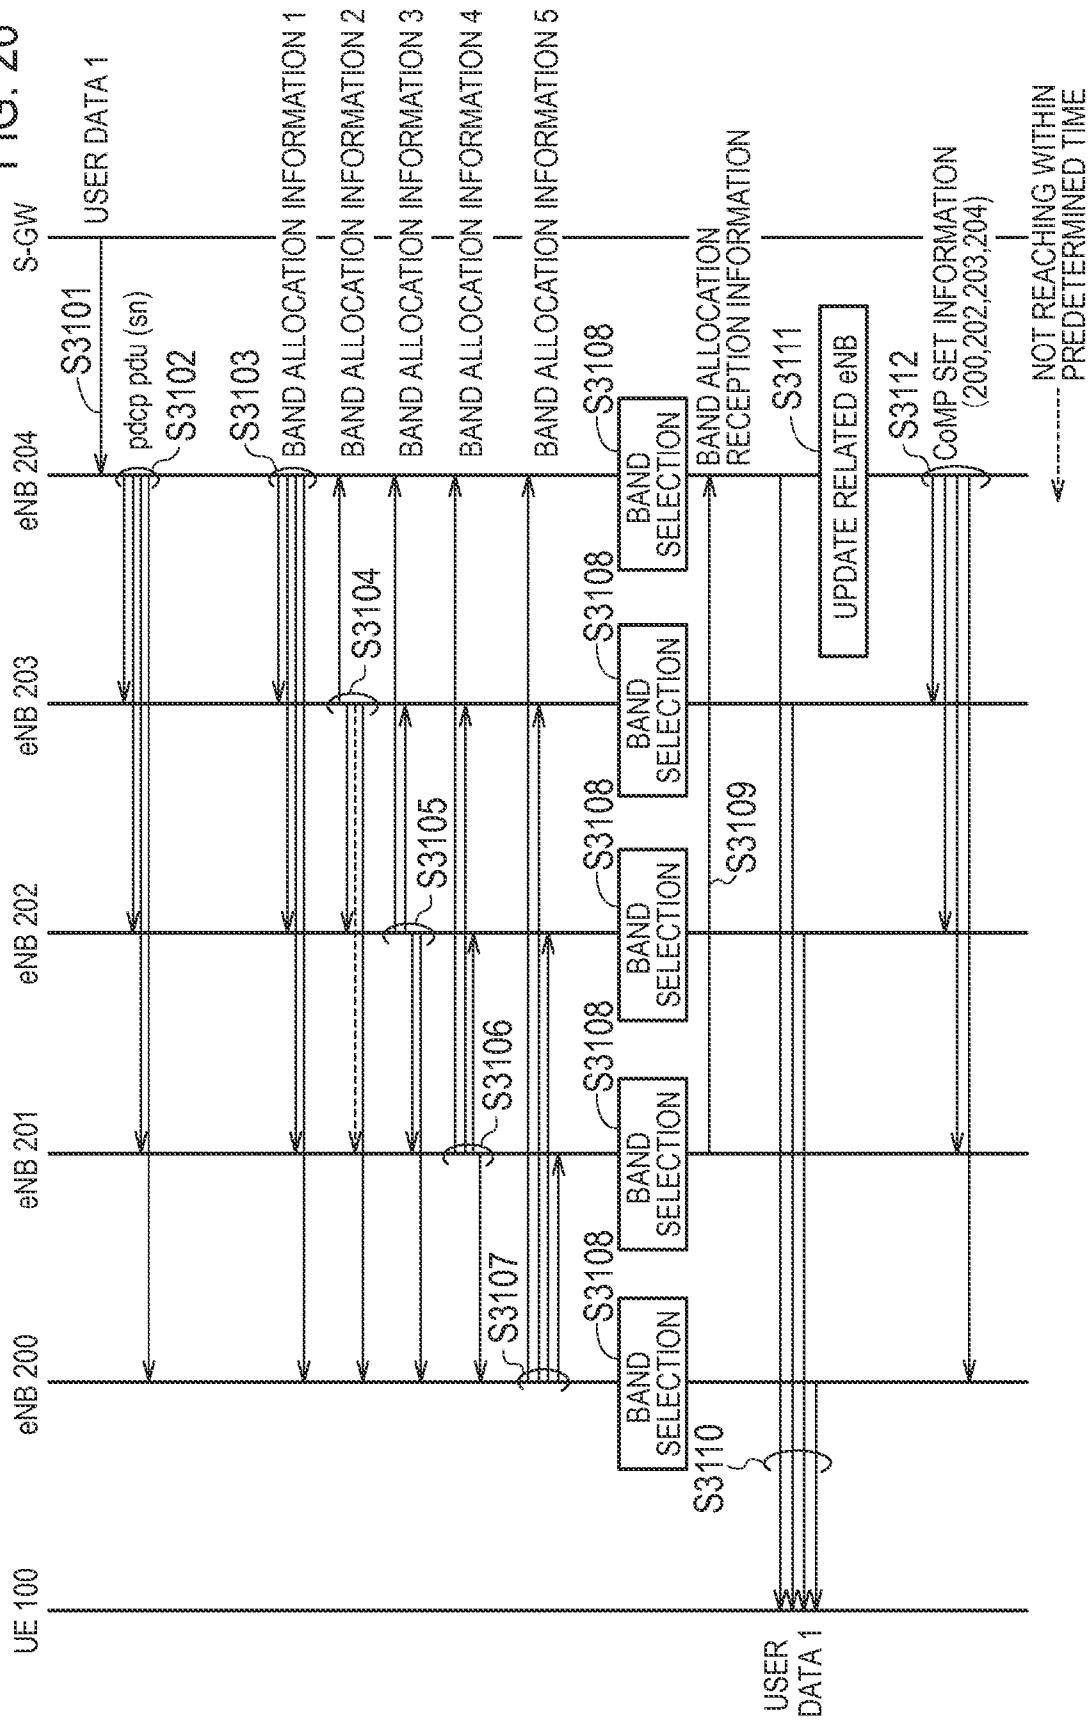 FIG.
UE 100
eNB 200
eNB 201
eNB 202
eNB 203
eNB 204
S-GW
S3101
USER DATA 1
pdcp pdu (sn)
S3102
S3103
BAND ALLOCATION INFORMATION 1
BAND ALLOCATION INFORMATION 2
S3104
BAND ALLOCATION INFORMATION 3
S3105
BAND ALLOCATION INFORMATION 4
S3106
BAND ALLOCATION INFORMATION 5
S3107
S3108
S3108
S3108
S3108
S3108
BAND
SELECTION
BAND
SELECTION
BAND
SELECTION
BAND
SELECTION
BAND
SELECTION
BAND ALLOCATION
RECEPTION INFORMATION
S3109
S3110
USER
DATA 1
S3111
UPDATE RELATED eNB
S3112
CoMP SET INFORMATION
(200,202,203,204)
NOT REACHING WITHIN
PREDETERMINED TIME